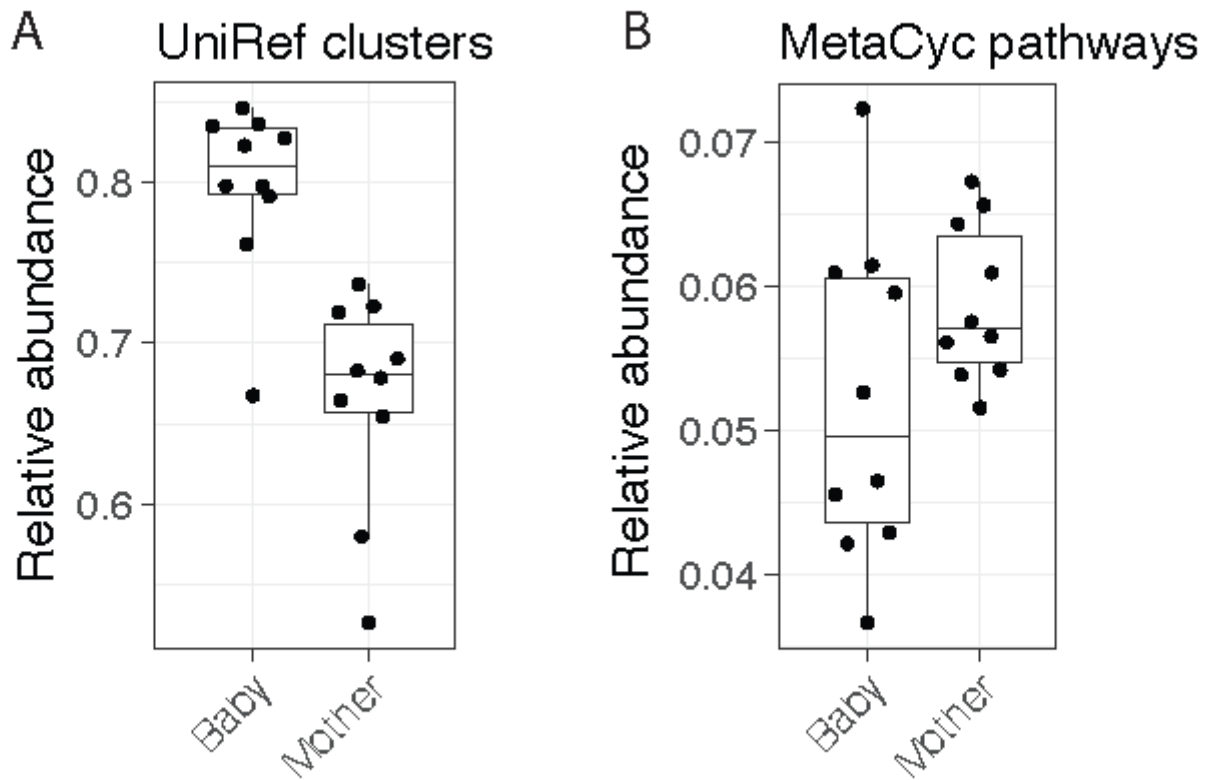 A
UniRef clusters
Relative abundance
0.8
0.7
0.6
Baby
Mother
B
MetaCyc pathways
Relative abundance
0.07
0.06
0.05
0.04
Baby
Mother